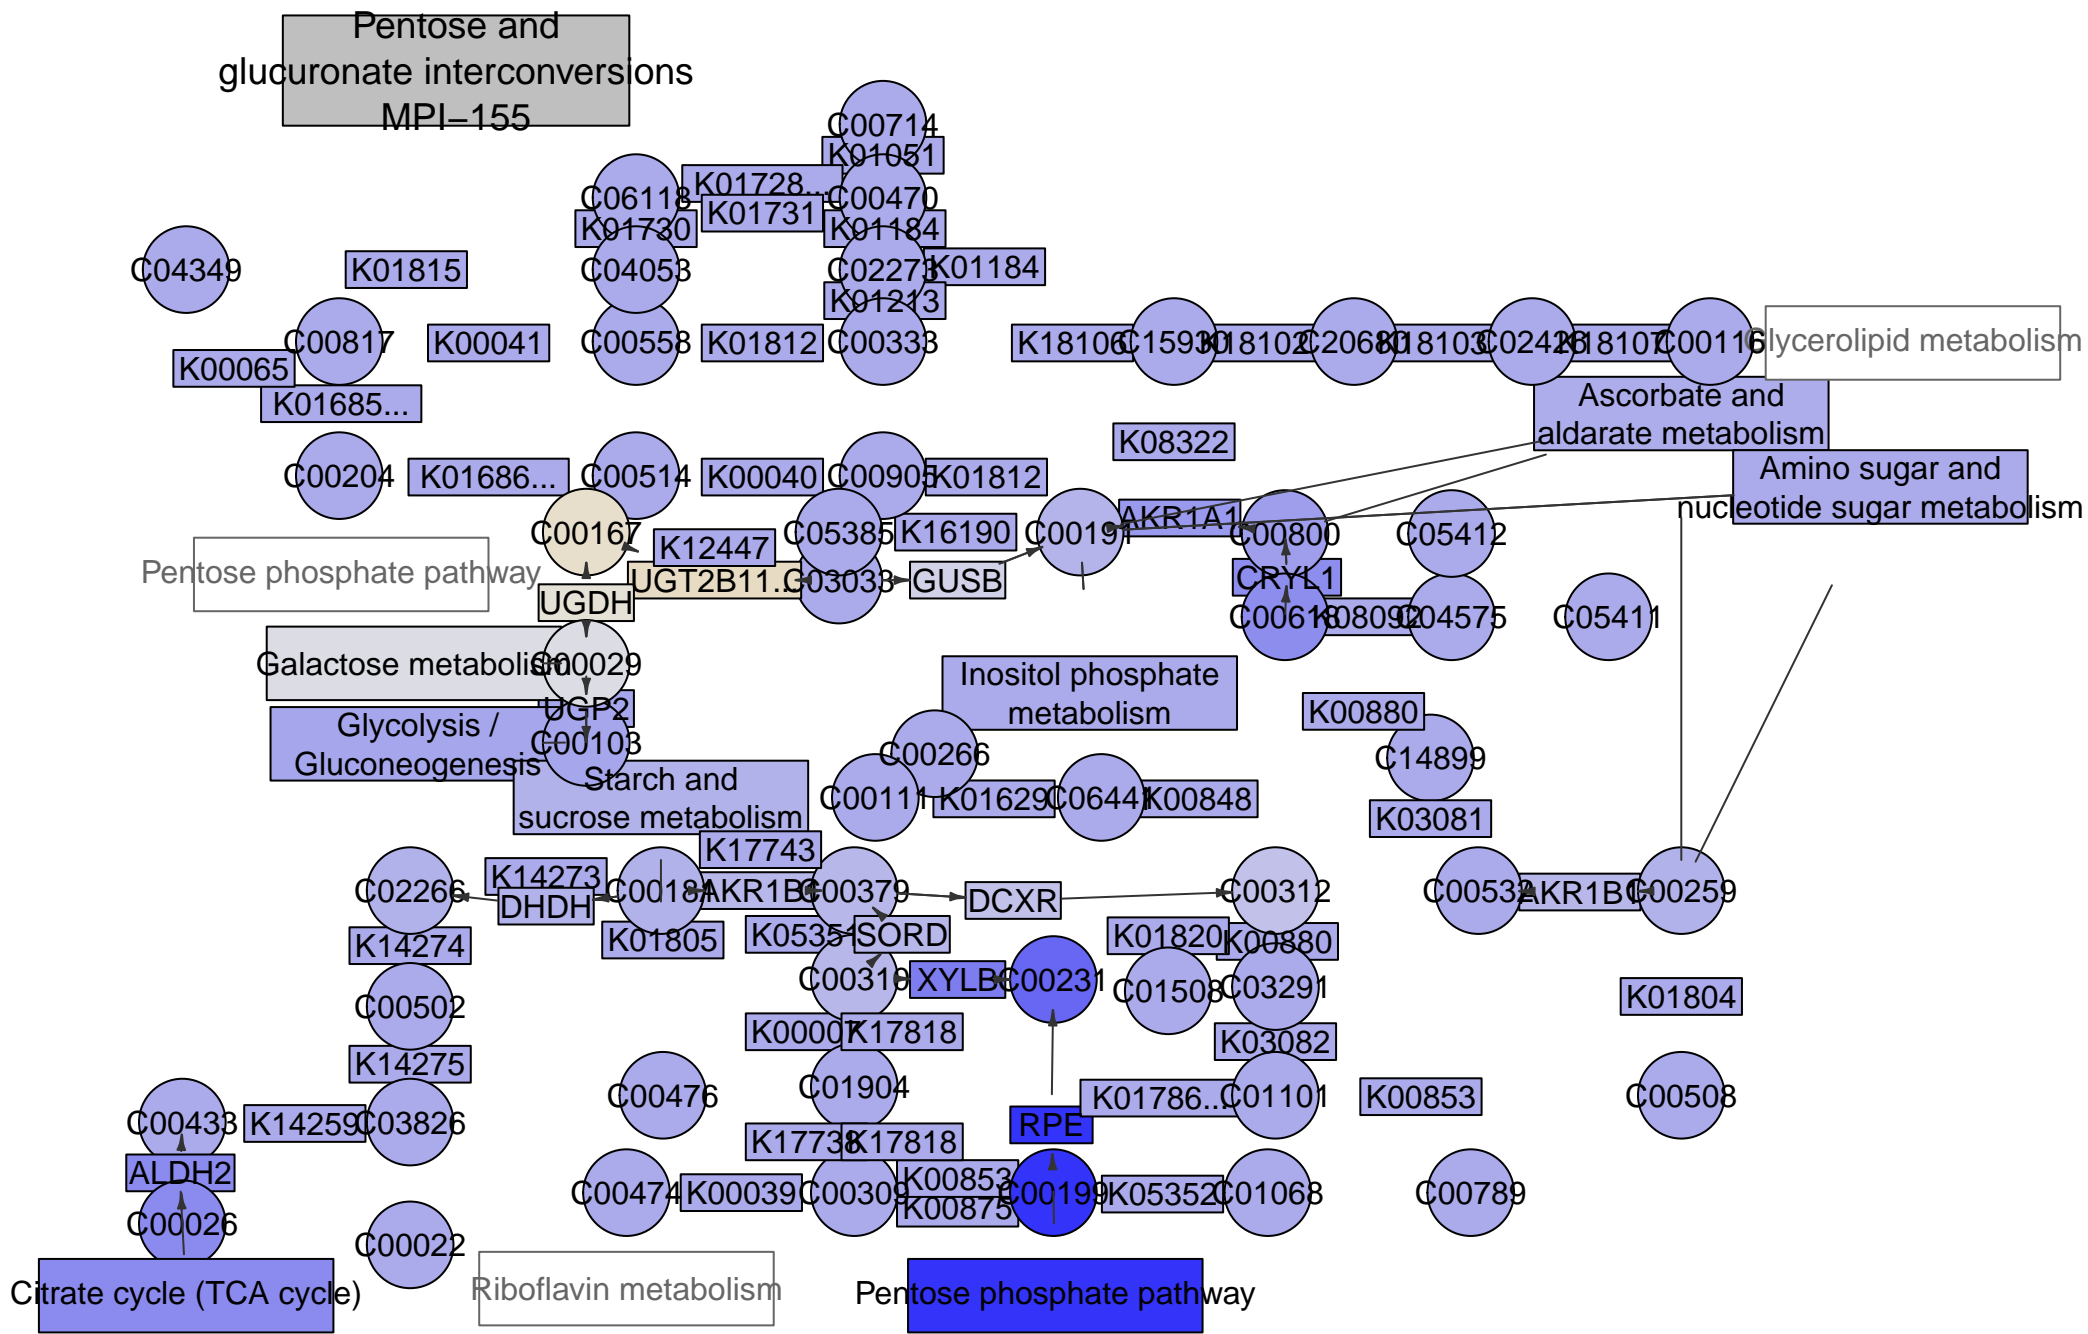 Pentose and
glucuronate interconversions
MPI−155
C00714
K01051
K01728...
C06118
C00470
K01731
K01730
K01184
C04349
K01815
C04053
C02273
K01184
K01213
C00817
K00041
C00558
K01812
C00333
K18106
C15930
K18102
C20680
K18103
C02426
K18107
C00116
Glycerolipid metabolism
K00065
K01685...
Ascorbate and
aldarate metabolism
K08322
C00204
K01686...
C00514
K00040
C00905
K01812
Amino sugar and
nucleotide sugar metabolism
C00167
K12447
C05385
K16190
C00191
AKR1A1
C00800
C05412
Pentose phosphate pathway
UGT2B11...
C03033
GUSB
CRYL1
UGDH
C00618
K08092
C04575
C05411
Galactose metabolism
C00029
Inositol phosphate
metabolism
UGP2
K00880
Glycolysis /
Gluconeogenesis
C00103
C00266
C14899
Starch and
sucrose metabolism
C00111
K01629
C06441
K00848
K03081
K17743
C02266
K14273
DHDH
C00181
AKR1B1
C00379
DCXR
C00312
C00532
AKR1B1
C00259
K14274
K01805
K05351
SORD
K01820
K00880
C00502
C00310
XYLB
C00231
C01508
C03291
K01804
K00007
K17818
K03082
K14275
C00476
C01904
K01786...
C01101
K00853
C00508
C00433
K14259
C03826
RPE
K17738
K17818
ALDH2
C00474
K00039
C00309
K00853
K00875
C00199
K05352
C01068
C00789
C00026
C00022
Citrate cycle (TCA cycle)
Riboflavin metabolism
Pentose phosphate pathway